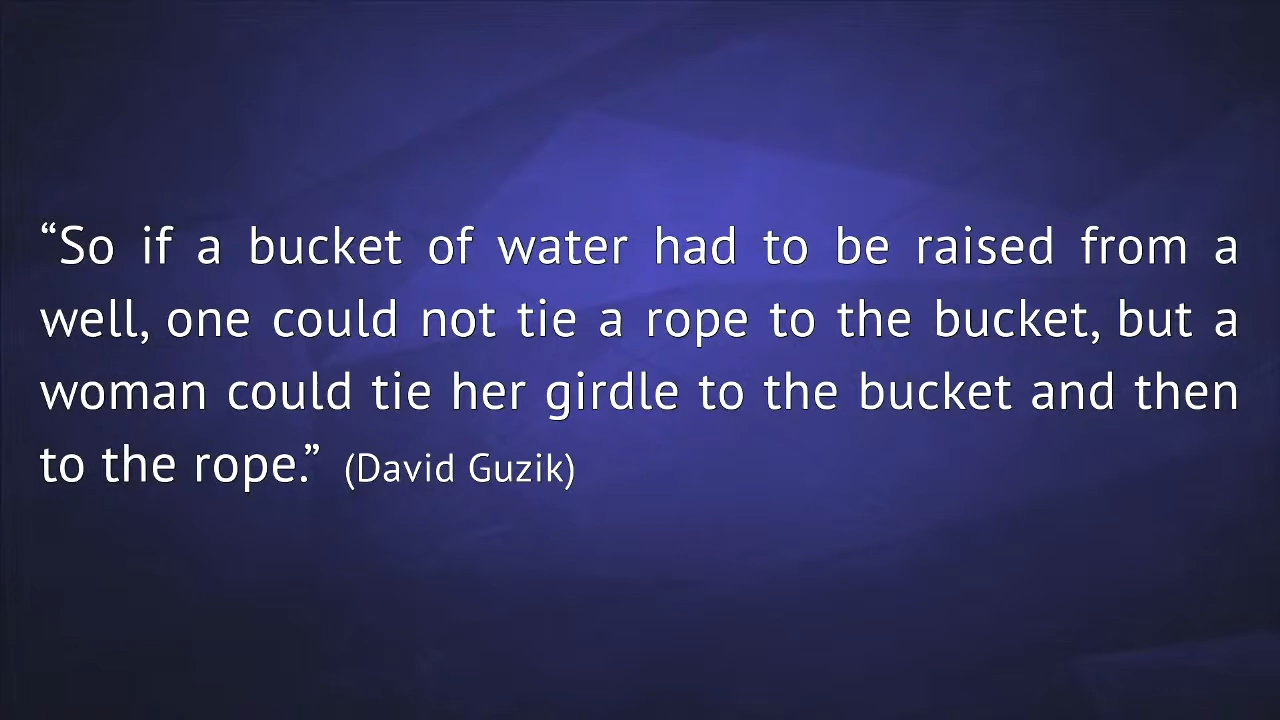 “So if a bucket of water had to be raised from a
well, one could not tie a rope to the bucket, but a
woman could tie her girdle to the bucket and then
to the rope.” (David Guzik)